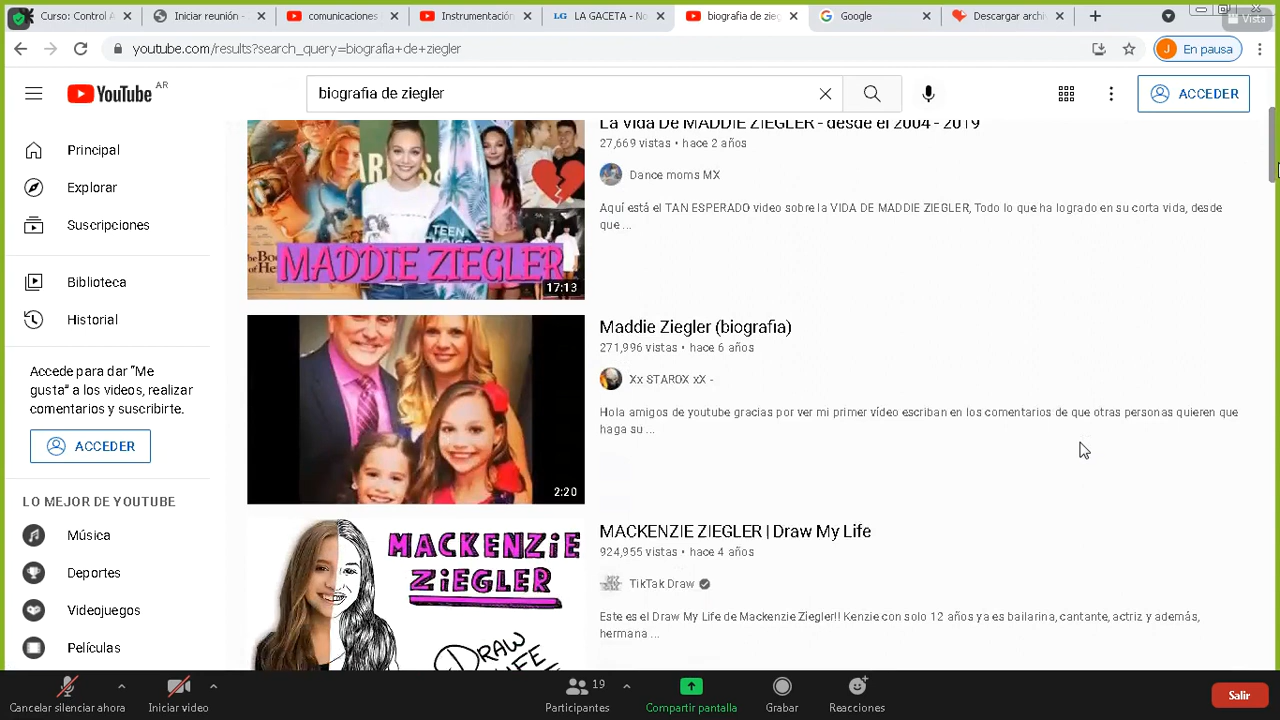 Curso: Control A
Iniciar reunión -
comunicaciones
Instrumentación
LG LA GACETA - No
biografia de zieg
Google
Descargar archi
Vista
youtube.com/results?search_query=biografia+de+ziegler
J En pausa
YouTube AR
biografia de ziegler
ACCEDER
Principal
Explorar
Suscripciones
Biblioteca
Historial
Accede para dar "Me
gusta" a los videos, realizar
comentarios y suscribirte.
ACCEDER
LO MEJOR DE YOUTUBE
Música
Deportes
Videojuegos
Películas
TEEN
MADDIE ZIEGLER
17:13
La Vida De MADDIE ZIEGLER - desde el 2004 - 2019
27,669 vistas • hace 2 años
Dance moms MX
Aquí está el TAN ESPERADO video sobre la VIDA DE MADDIE ZIEGLER, Todo lo que ha logrado en su corta vida, desde
que ...
2:20
Maddie Ziegler (biografia)
271,996 vistas • hace 6 años
Xx STAROX xX -
Hola amigos de youtube gracias por ver mi primer vídeo escriban en los comentarios de que otras personas quieren que
haga su ...
MACKENZIE
ZIEGLER
DRAW
MACKENZIE ZIEGLER | Draw My Life
924,955 vistas • hace 4 años
TikTak Draw
Este es el Draw My Life de Mackenzie Ziegler!! Kenzie con solo 12 años ya es bailarina, cantante, actriz y además,
hermana ...
Cancelar silenciar ahora
Iniciar video
19
Participantes
Compartir pantalla
Grabar
Reacciones
Salir